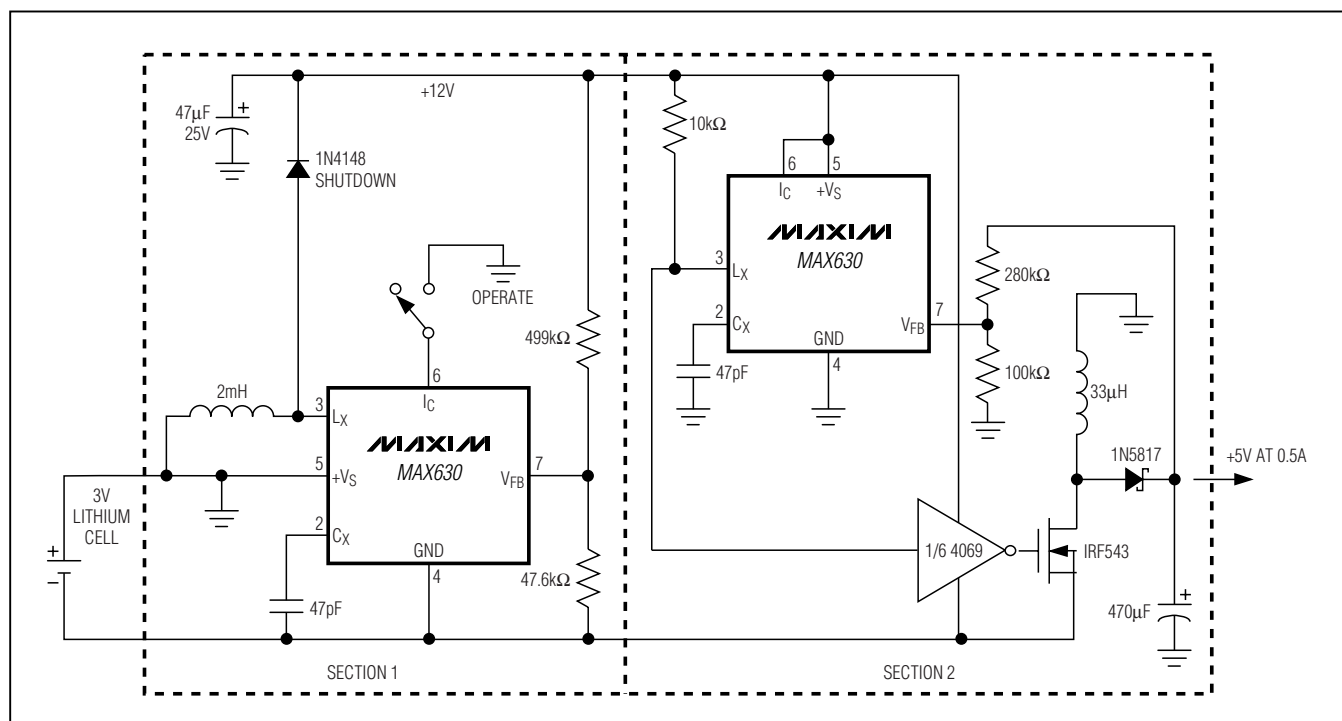 +12V
47µF
25V
1N4148
SHUTDOWN
OPERATE
499kΩ
2mH
3
LX
6
IC
MAXIM
MAX630
5
+VS
7
VFB
2
CX
GND
4
3V
LITHIUM
CELL
+
−
+
47pF
47.6kΩ
SECTION 1
10kΩ
6
5
IC
+VS
MAXIM
MAX630
3
LX
2
CX
GND
4
7
VFB
47pF
280kΩ
100kΩ
33µH
1N5817
+5V AT 0.5A
1/6 4069
IRF543
+
470µF
SECTION 2